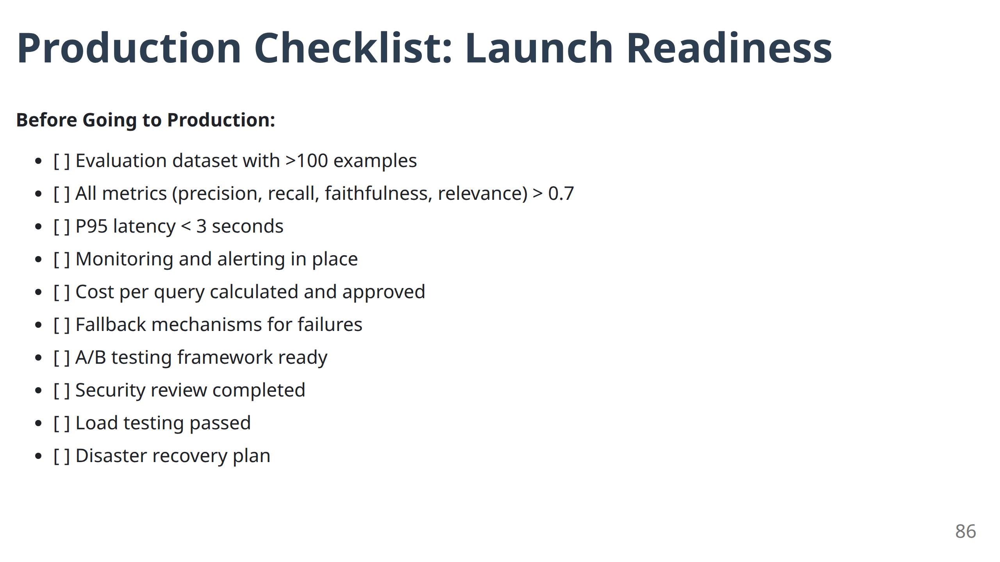 Production Checklist: Launch Readiness
Before Going to Production:
• [ ] Evaluation dataset with >100 examples
• [ ] All metrics (precision, recall, faithfulness, relevance) > 0.7
• [ ] P95 latency < 3 seconds
• [ ] Monitoring and alerting in place
• [ ] Cost per query calculated and approved
• [ ] Fallback mechanisms for failures
• [ ] A/B testing framework ready
• [ ] Security review completed
• [ ] Load testing passed
• [ ] Disaster recovery plan
86